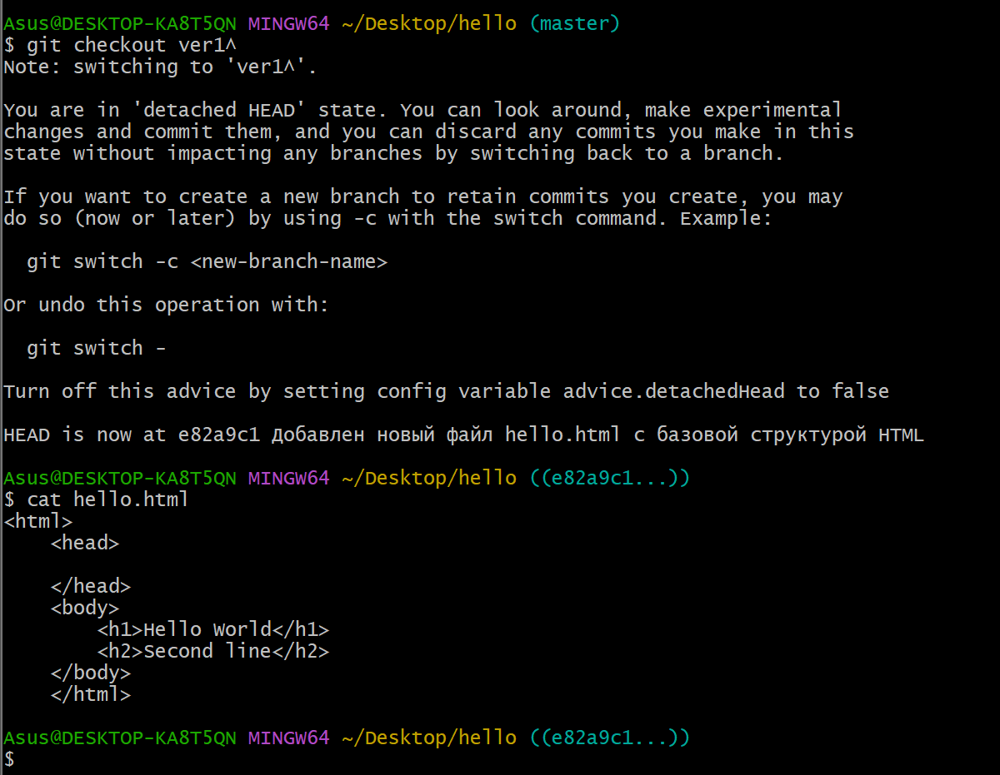 Asus@DESKTOP-KA8T5QN MINGW64 ~/Desktop/hello (master)
$ git checkout ver1^
Note: switching to 'ver1^'.

You are in 'detached HEAD' state. You can look around, make experimental
changes and commit them, and you can discard any commits you make in this
state without impacting any branches by switching back to a branch.

If you want to create a new branch to retain commits you create, you may
do so (now or later) by using -c with the switch command. Example:

  git switch -c <new-branch-name>

Or undo this operation with:

  git switch -

Turn off this advice by setting config variable advice.detachedHead to false

HEAD is now at e82a9c1 Добавлен новый файл hello.html с базовой структурой HTML

Asus@DESKTOP-KA8T5QN MINGW64 ~/Desktop/hello ((e82a9c1...))
$ cat hello.html
<html>
    <head>

    </head>
    <body>
        <h1>Hello World</h1>
        <h2>Second line</h2>
    </body>
    </html>

Asus@DESKTOP-KA8T5QN MINGW64 ~/Desktop/hello ((e82a9c1...))
$